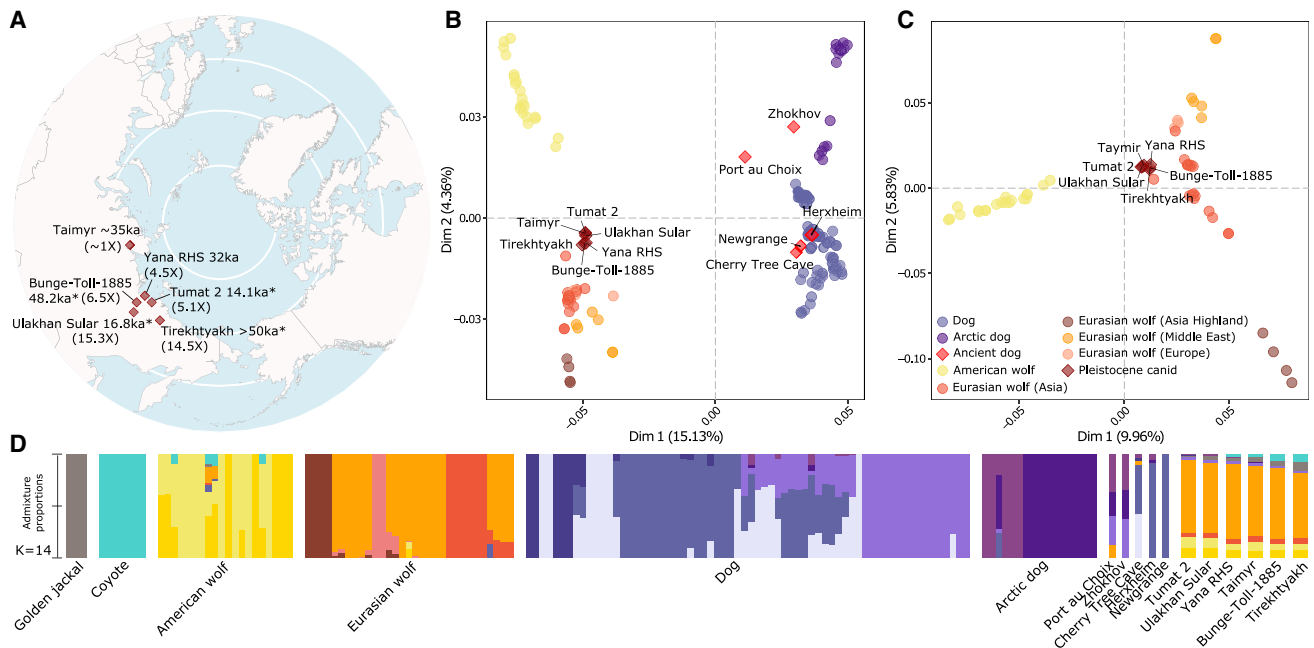 A
Taimyr ~35ka
(~1X)
Yana RHS 32ka
(4.5X)
Bunge-Toll-1885
48.2ka* (6.5X)
Tumat 2 14.1ka*
(5.1X)
Ulakhan Sular 16.8ka*
(15.3X)
Tirekhtyakh >50ka*
(14.5X)
B
Dim 2 (4.36%)
0.03
0.00
-0.03
-0.05
0.00
0.05
Dim 1 (15.13%)
Zhokhov
Port au Choix
Tumat 2
Taimyr
Ulakhan Sular
Tirekhtyakh
Yana RHS
Bunge-Toll-1885
Herxheim
Newgrange
Cherry Tree Cave
C
Dim 2 (5.83%)
0.05
0.00
-0.05
-0.10
-0.05
0.00
0.05
Dim 1 (9.96%)
Taymir
Yana RHS
Tumat 2
Ulakhan Sular
Bunge-Toll-1885
Tirekhtyakh
Dog
Arctic dog
Ancient dog
American wolf
Eurasian wolf (Asia)
Eurasian wolf (Asia Highland)
Eurasian wolf (Middle East)
Eurasian wolf (Europe)
Pleistocene canid
D
Admixture
proportions
K=14
Golden jackal
Coyote
American wolf
Eurasian wolf
Dog
Arctic dog
Port au Choix
Zhokhov
Cherry Tree Cave
Herxheim
Newgrange
Tumat 2
Ulakhan Sular
Yana RHS
Taimyr
Bunge-Toll-1885
Tirekhtyakh